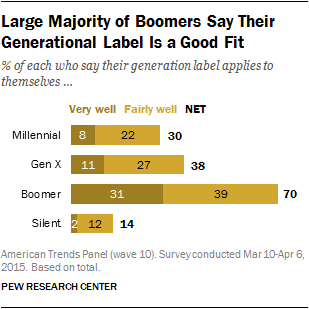 Large Majority of Boomers Say Their
Generational Label Is a Good Fit
% of each who say their generation label applies to
themselves ...
Very well Fairly well NET
Millennial 8 22 30
Gen X 11 27 38
Boomer 31 39 70
Silent 2 12 14
American Trends Panel (wave 10). Survey conducted Mar 10-Apr 6,
2015. Based on total.
PEW RESEARCH CENTER